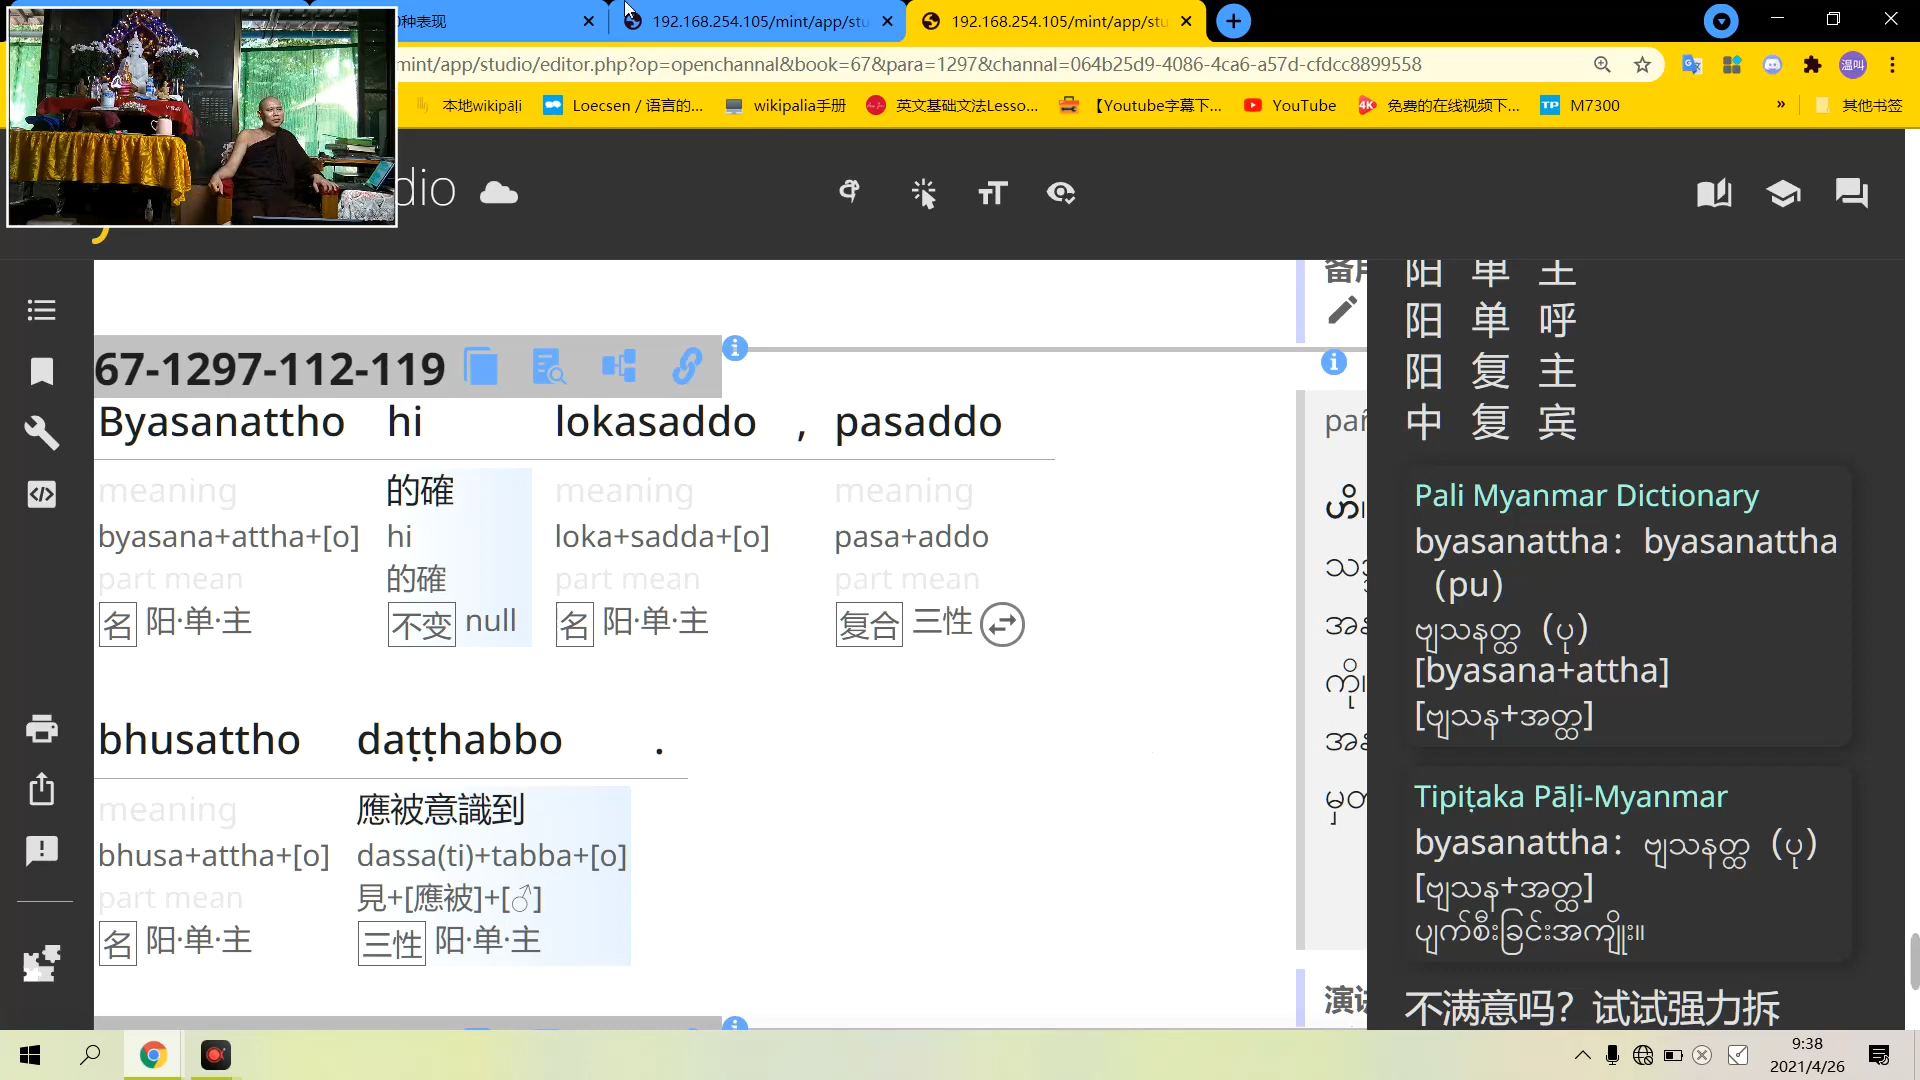 种表现
192.168.254.105/mint/app/stu
192.168.254.105/mint/app/stu
mint/app/studio/editor.php?op=openchannal&book=67&para=1297&channal=064b25d9-4086-4ca6-a57d-cfdcc8899558
温叫
本地wikipāḷi
Loecsen / 语言的...
wikipalia手册
英文基础文法Lesso...
【Youtube字幕下...
YouTube
4K
免费的在线视频下...
TP
M7300
»
其他书签
dio
备用
阳 单 主
阳 单 呼
阳 复 主
中 复 宾
67-1297-112-119
Byasanattho hi lokasaddo , pasaddo
meaning 的確 meaning meaning
byasana+attha+[o] hi loka+sadda+[o] pasa+addo
part mean 的確 part mean part mean
名 阳·单·主 不变 null 名 阳·单·主 复合 三性
bhusattho daṭṭhabbo .
meaning 應被意識到
bhusa+attha+[o] dassa(ti)+tabba+[o]
part mean 見+[應被]+[♂]
名 阳·单·主 三性 阳·单·主
Pali Myanmar Dictionary
byasanattha：byasanattha
（pu）
ဗျသနတ္ထ（ပု）
[byasana+attha]
[ဗျသန+အတ္ထ]
Tipiṭaka Pāḷi-Myanmar
byasanattha：ဗျသနတ္ထ（ပု）
[ဗျသန+အတ္ထ]
ပျက်စီးခြင်းအကျိုး။
不满意吗？试试强力拆
9:38
2021/4/26